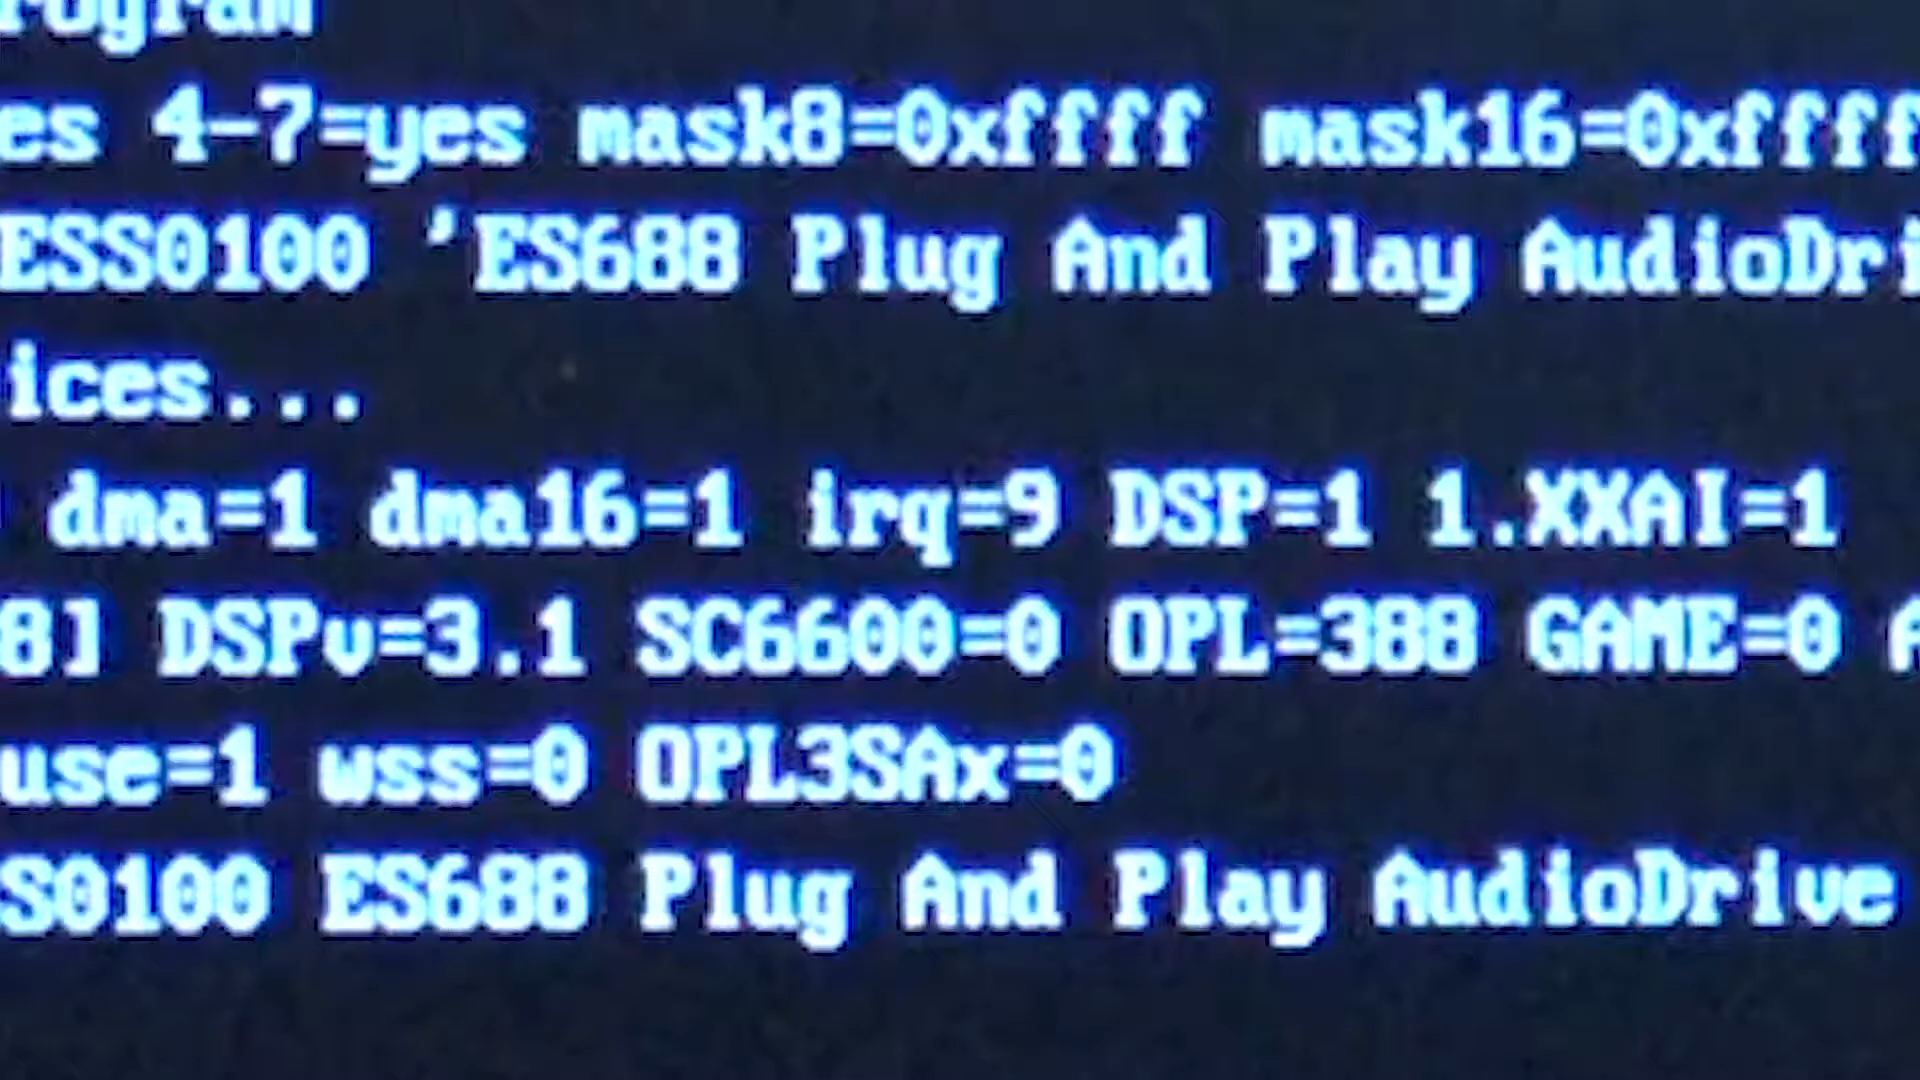 rogram
es 4-7=yes mask8=0xffff mask16=0xffff
ESS0100 'ES688 Plug And Play AudioDri
ices...
dma=1 dma16=1 irq=9 DSP=1 1.XXAI=1
8] DSPv=3.1 SC6600=0 OPL=388 GAME=0 A
use=1 wss=0 OPL3SAx=0
S0100 ES688 Plug And Play AudioDrive